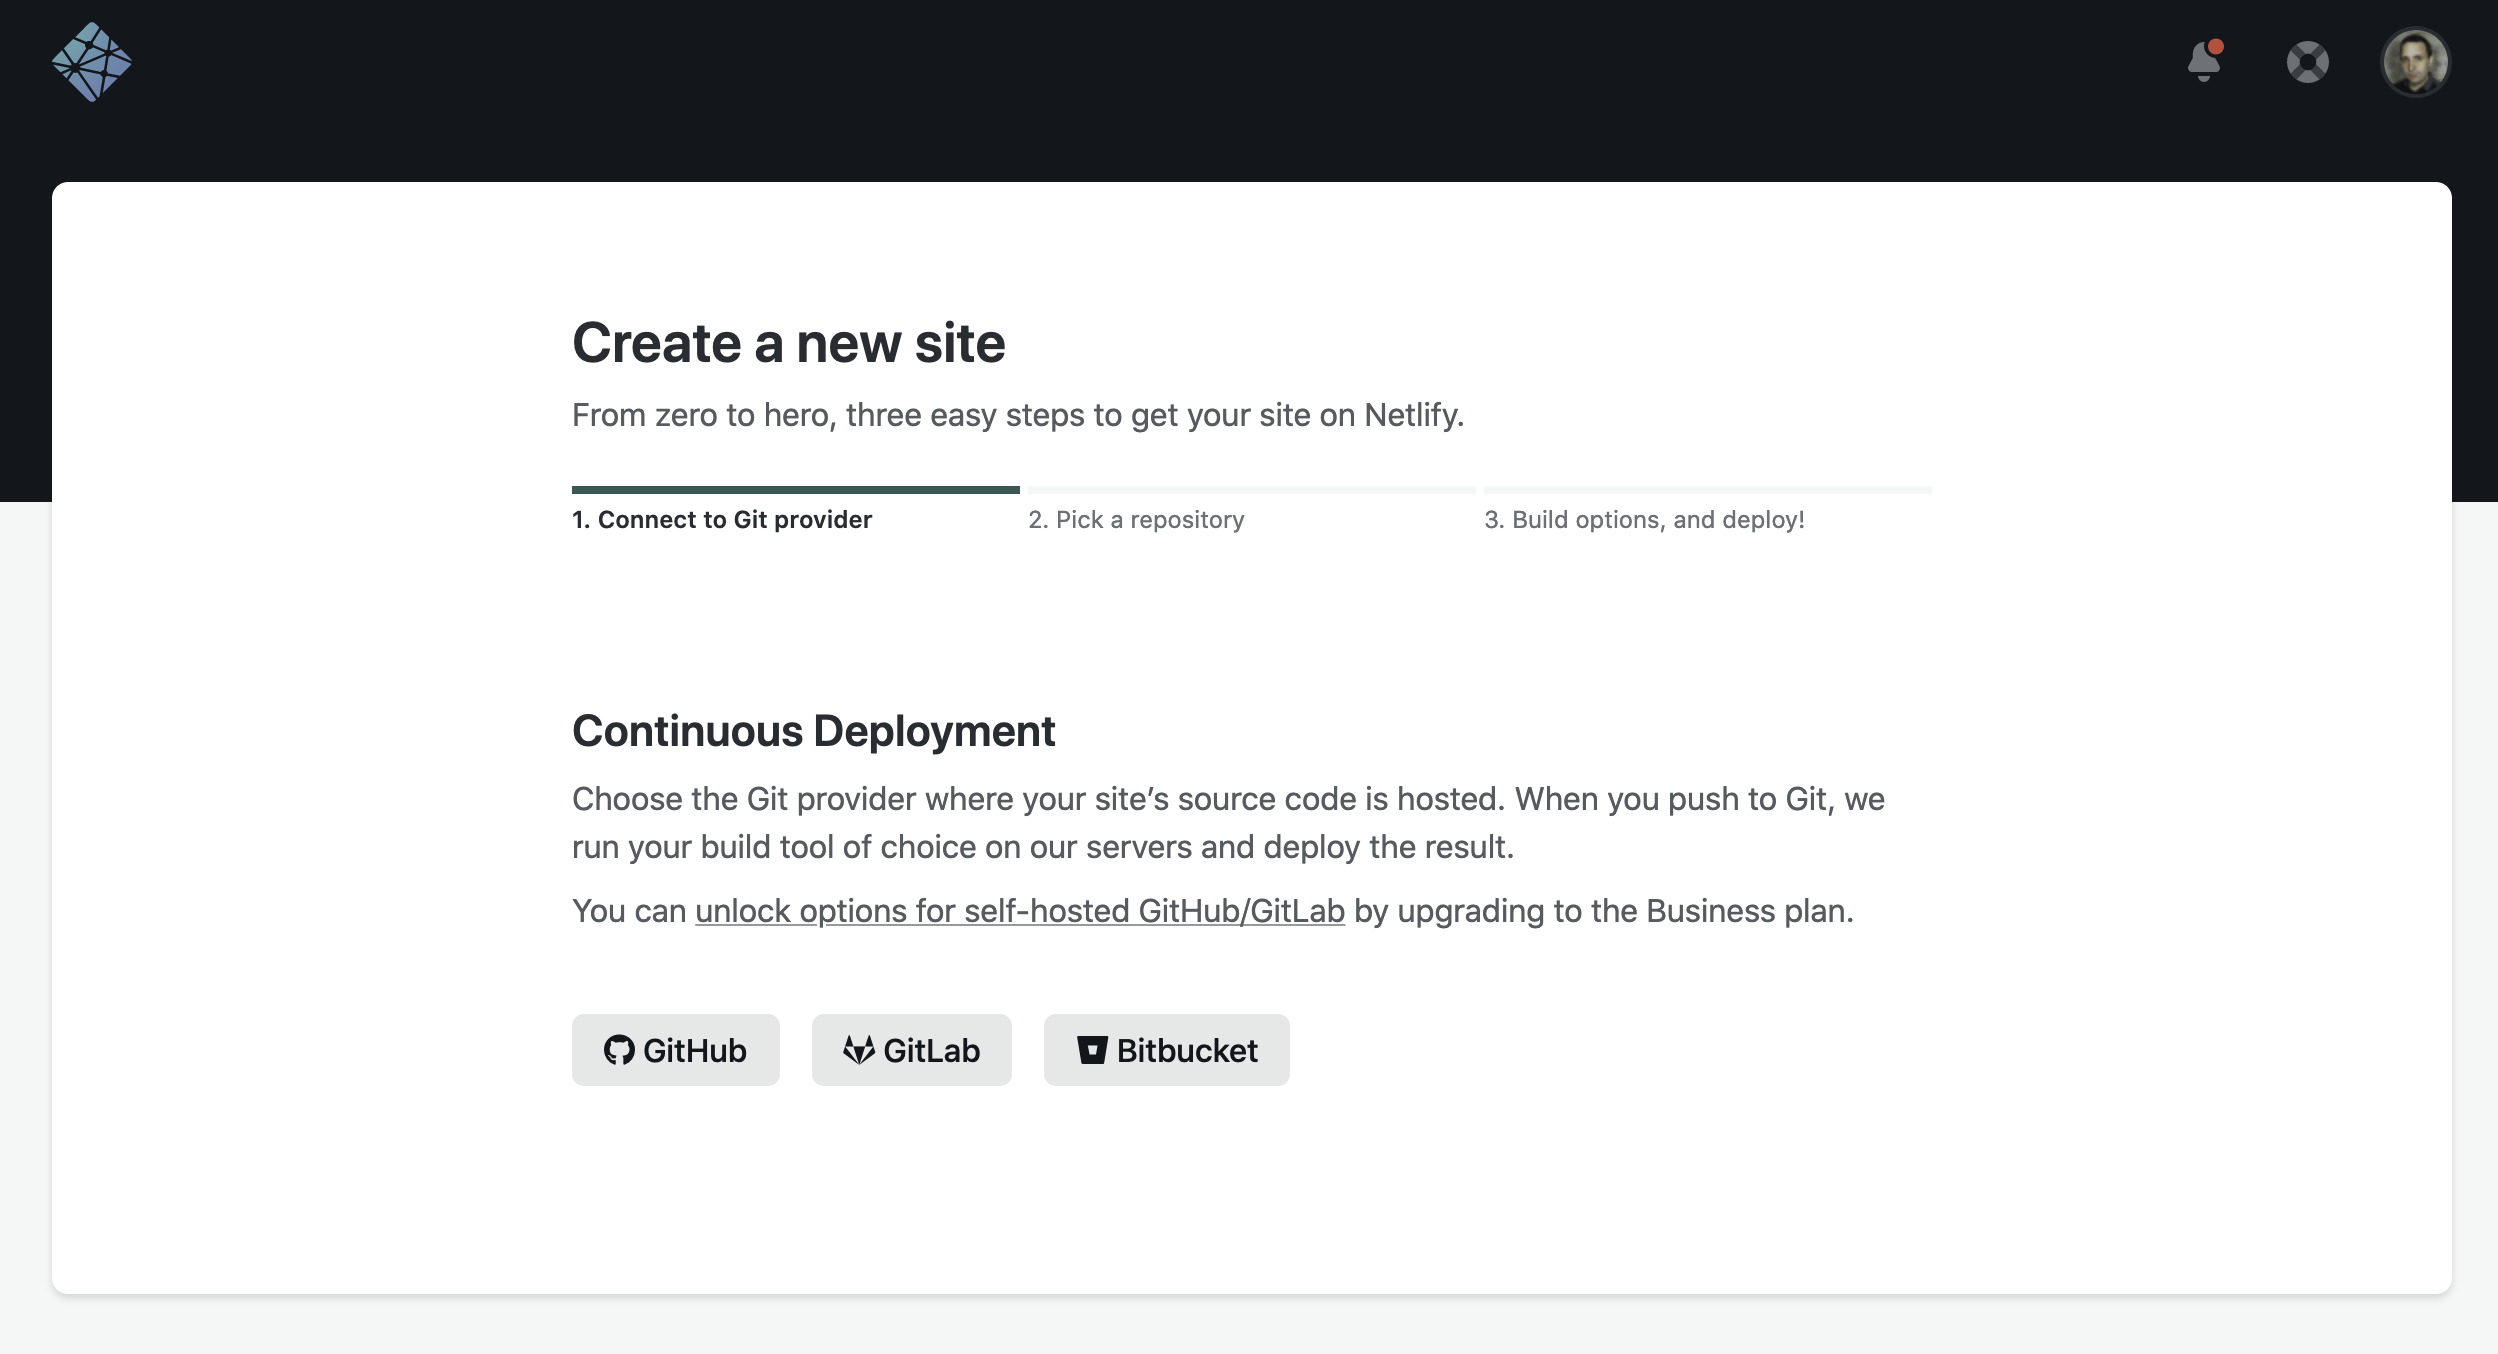 Create a new site
From zero to hero, three easy steps to get your site on Netlify.
1. Connect to Git provider
2. Pick a repository
3. Build options, and deploy!
Continuous Deployment
Choose the Git provider where your site’s source code is hosted. When you push to Git, we
run your build tool of choice on our servers and deploy the result.
You can unlock options for self-hosted GitHub/GitLab by upgrading to the Business plan.
GitHub
GitLab
Bitbucket